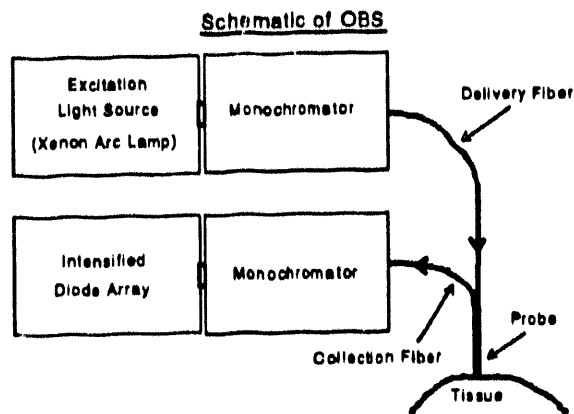 Schematic of OBS
Excitation
Light Source
(Xenon Arc Lamp)
Monochromator
Delivery Fiber
Intensified
Diode Array
Monochromator
Collection Fiber
Probe
Tissue